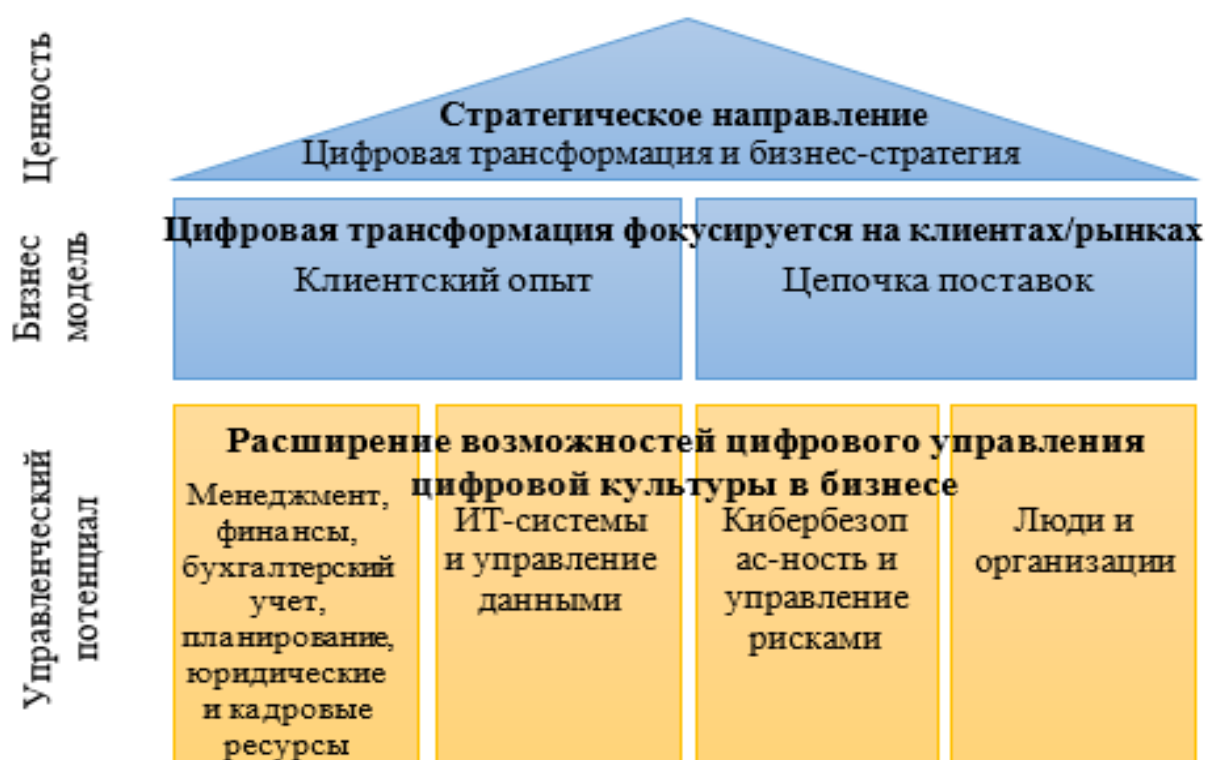 Ценность
Стратегическое направление
Цифровая трансформация и бизнес-стратегия
Бизнес
модель
Цифровая трансформация фокусируется на клиентах/рынках
Клиентский опыт
Цепочка поставок
Управленческий
потенциал
Расширение возможностей цифрового управления
цифровой культуры в бизнесе
Менеджмент,
финансы,
бухгалтерский
учет,
планирование,
юридические
и кадровые
ресурсы
ИТ-системы
и управление
данными
Кибербезоп
ас-ность и
управление
рисками
Люди и
организации